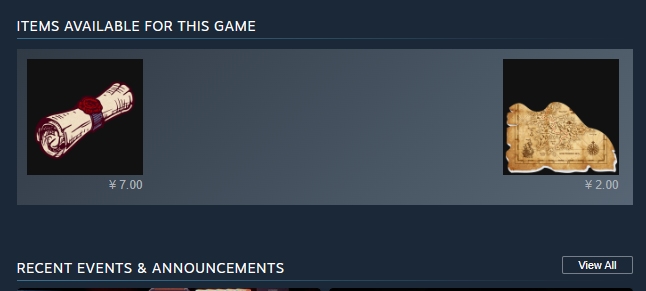 ITEMS AVAILABLE FOR THIS GAME
¥ 7.00
¥ 2.00
RECENT EVENTS & ANNOUNCEMENTS
View All